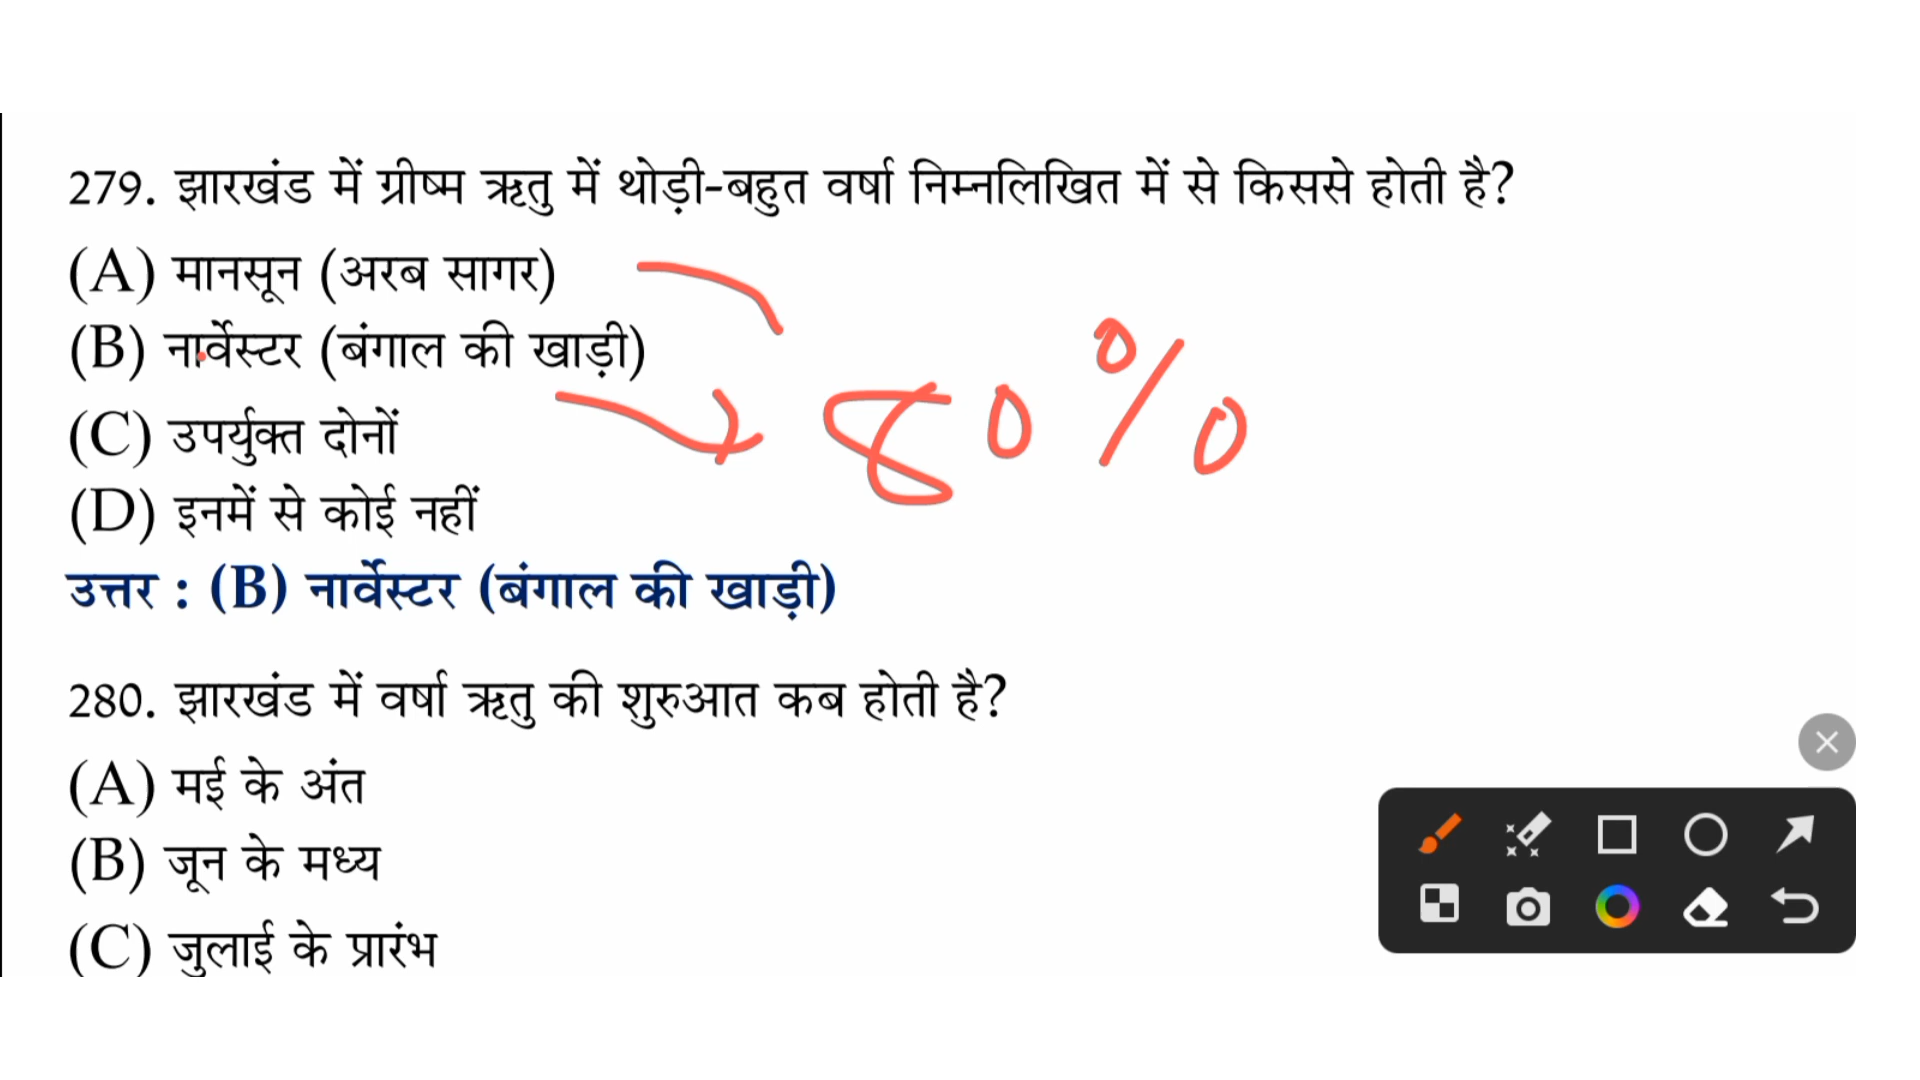 279. झारखंड में ग्रीष्म ऋतु में थोड़ी-बहुत वर्षा निम्नलिखित में से किससे होती है?
(A) मानसून (अरब सागर)
(B) नार्वेस्टर (बंगाल की खाड़ी)
(C) उपर्युक्त दोनों
80%
(D) इनमें से कोई नहीं
उत्तर : (B) नार्वेस्टर (बंगाल की खाड़ी)
280. झारखंड में वर्षा ऋतु की शुरुआत कब होती है?
(A) मई के अंत
(B) जून के मध्य
(C) जुलाई के प्रारंभ